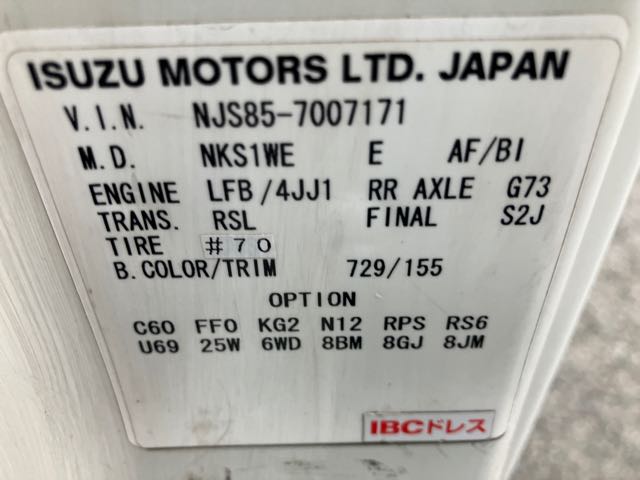 ISUZU MOTORS LTD. JAPAN
V.I.N. NJS85-7007171
M.D. NKS1WE E AF/BI
ENGINE LFB/4JJ1 RR AXLE G73
TRANS. RSL FINAL S2J
TIRE #70
B.COLOR/TRIM 729/155
OPTION
C60 FF0 KG2 N12 RPS RS6
U69 25W 6WD 8BM 8GJ 8JM
IBCドレス